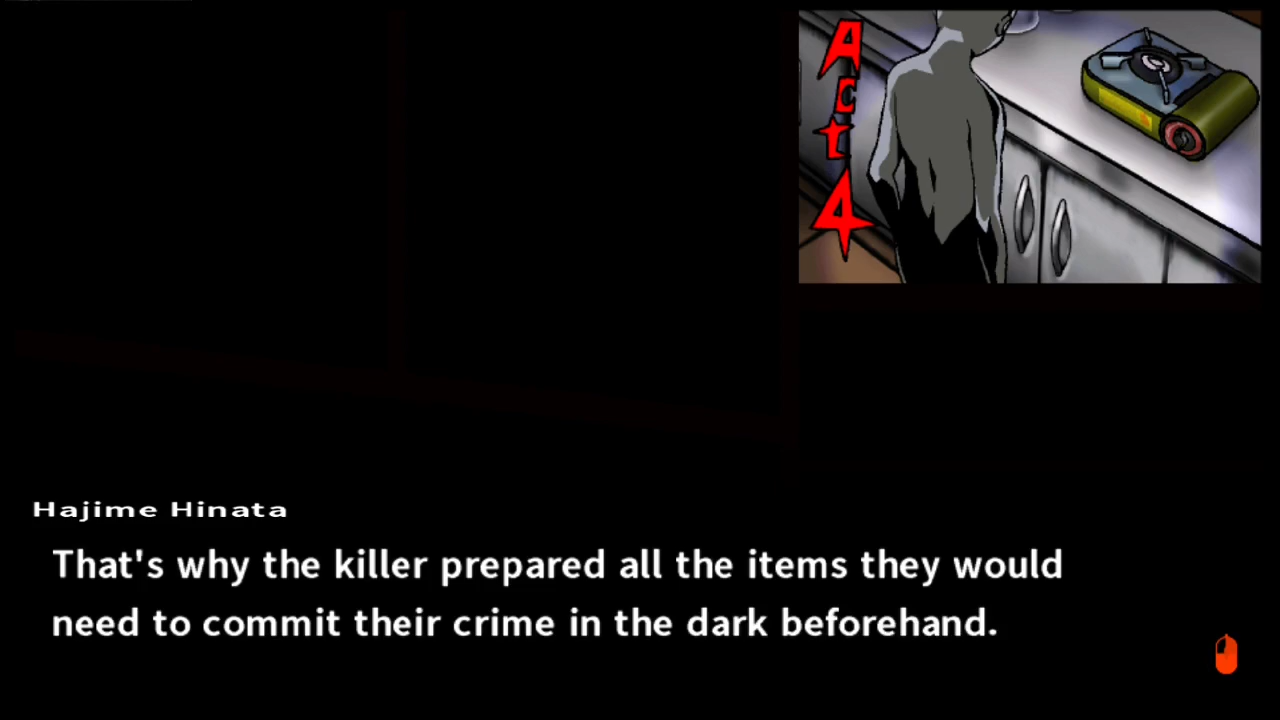 Act 4
Hajime Hinata
That's why the killer prepared all the items they would
need to commit their crime in the dark beforehand.